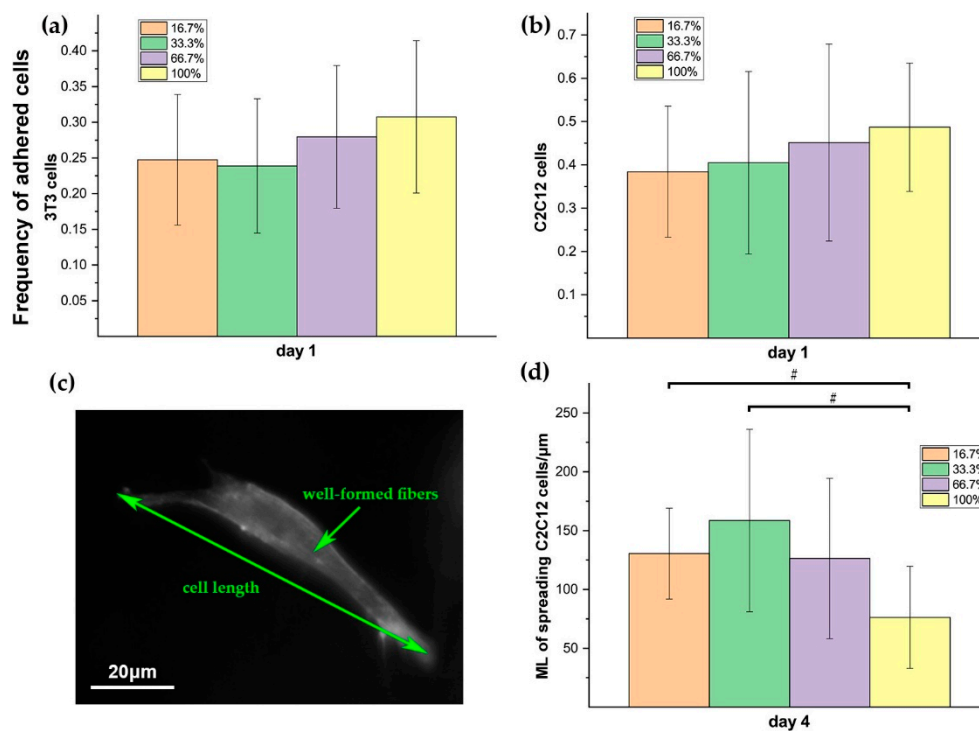 (a)
16.7%
33.3%
66.7%
100%
0.40
0.35
0.30
0.25
0.20
0.15
0.10
0.05
Frequency of adhered cells
3T3 cells
day 1
(b)
16.7%
33.3%
66.7%
100%
0.7
0.6
0.5
0.4
0.3
0.2
0.1
C2C12 cells
day 1
(c)
well-formed fibers
cell length
20µm
(d)
#
#
16.7%
33.3%
66.7%
100%
250
200
150
100
50
ML of spreading C2C12 cells/µm
day 4